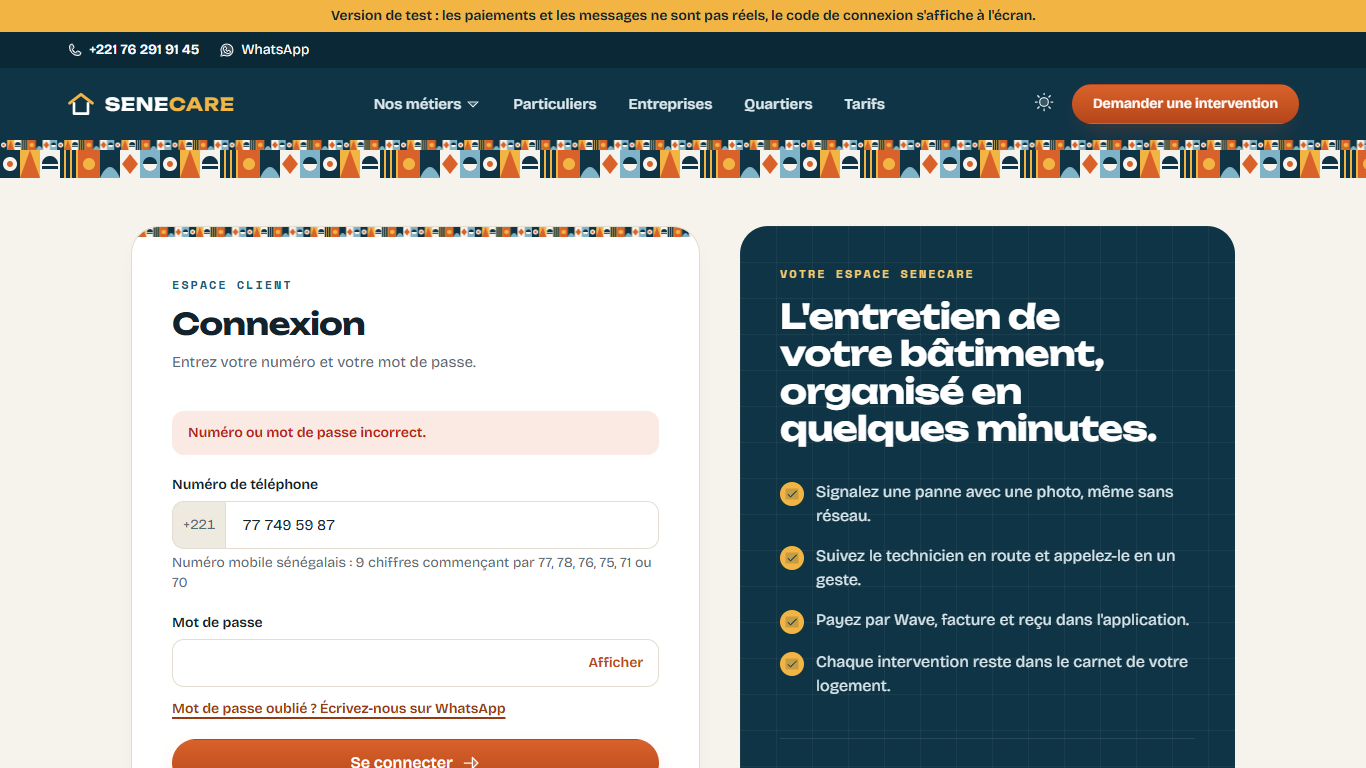 Version de test : les paiements et les messages ne sont pas réels, le code de connexion s'affiche à l'écran.
+221 76 291 91 45 WhatsApp
SENECARE Nos métiers Particuliers Entreprises Quartiers Tarifs Demander une intervention
ESPACE CLIENT
Connexion
Entrez votre numéro et votre mot de passe.
Numéro ou mot de passe incorrect.
Numéro de téléphone
+221 77 749 59 87
Numéro mobile sénégalais : 9 chiffres commençant par 77, 78, 76, 75, 71 ou
70
Mot de passe
Afficher
Mot de passe oublié ? Écrivez-nous sur WhatsApp
Se connecter
VOTRE ESPACE SENECARE
L'entretien de
votre bâtiment,
organisé en
quelques minutes.
Signalez une panne avec une photo, même sans
réseau.
Suivez le technicien en route et appelez-le en un
geste.
Payez par Wave, facture et reçu dans l'application.
Chaque intervention reste dans le carnet de votre
logement.